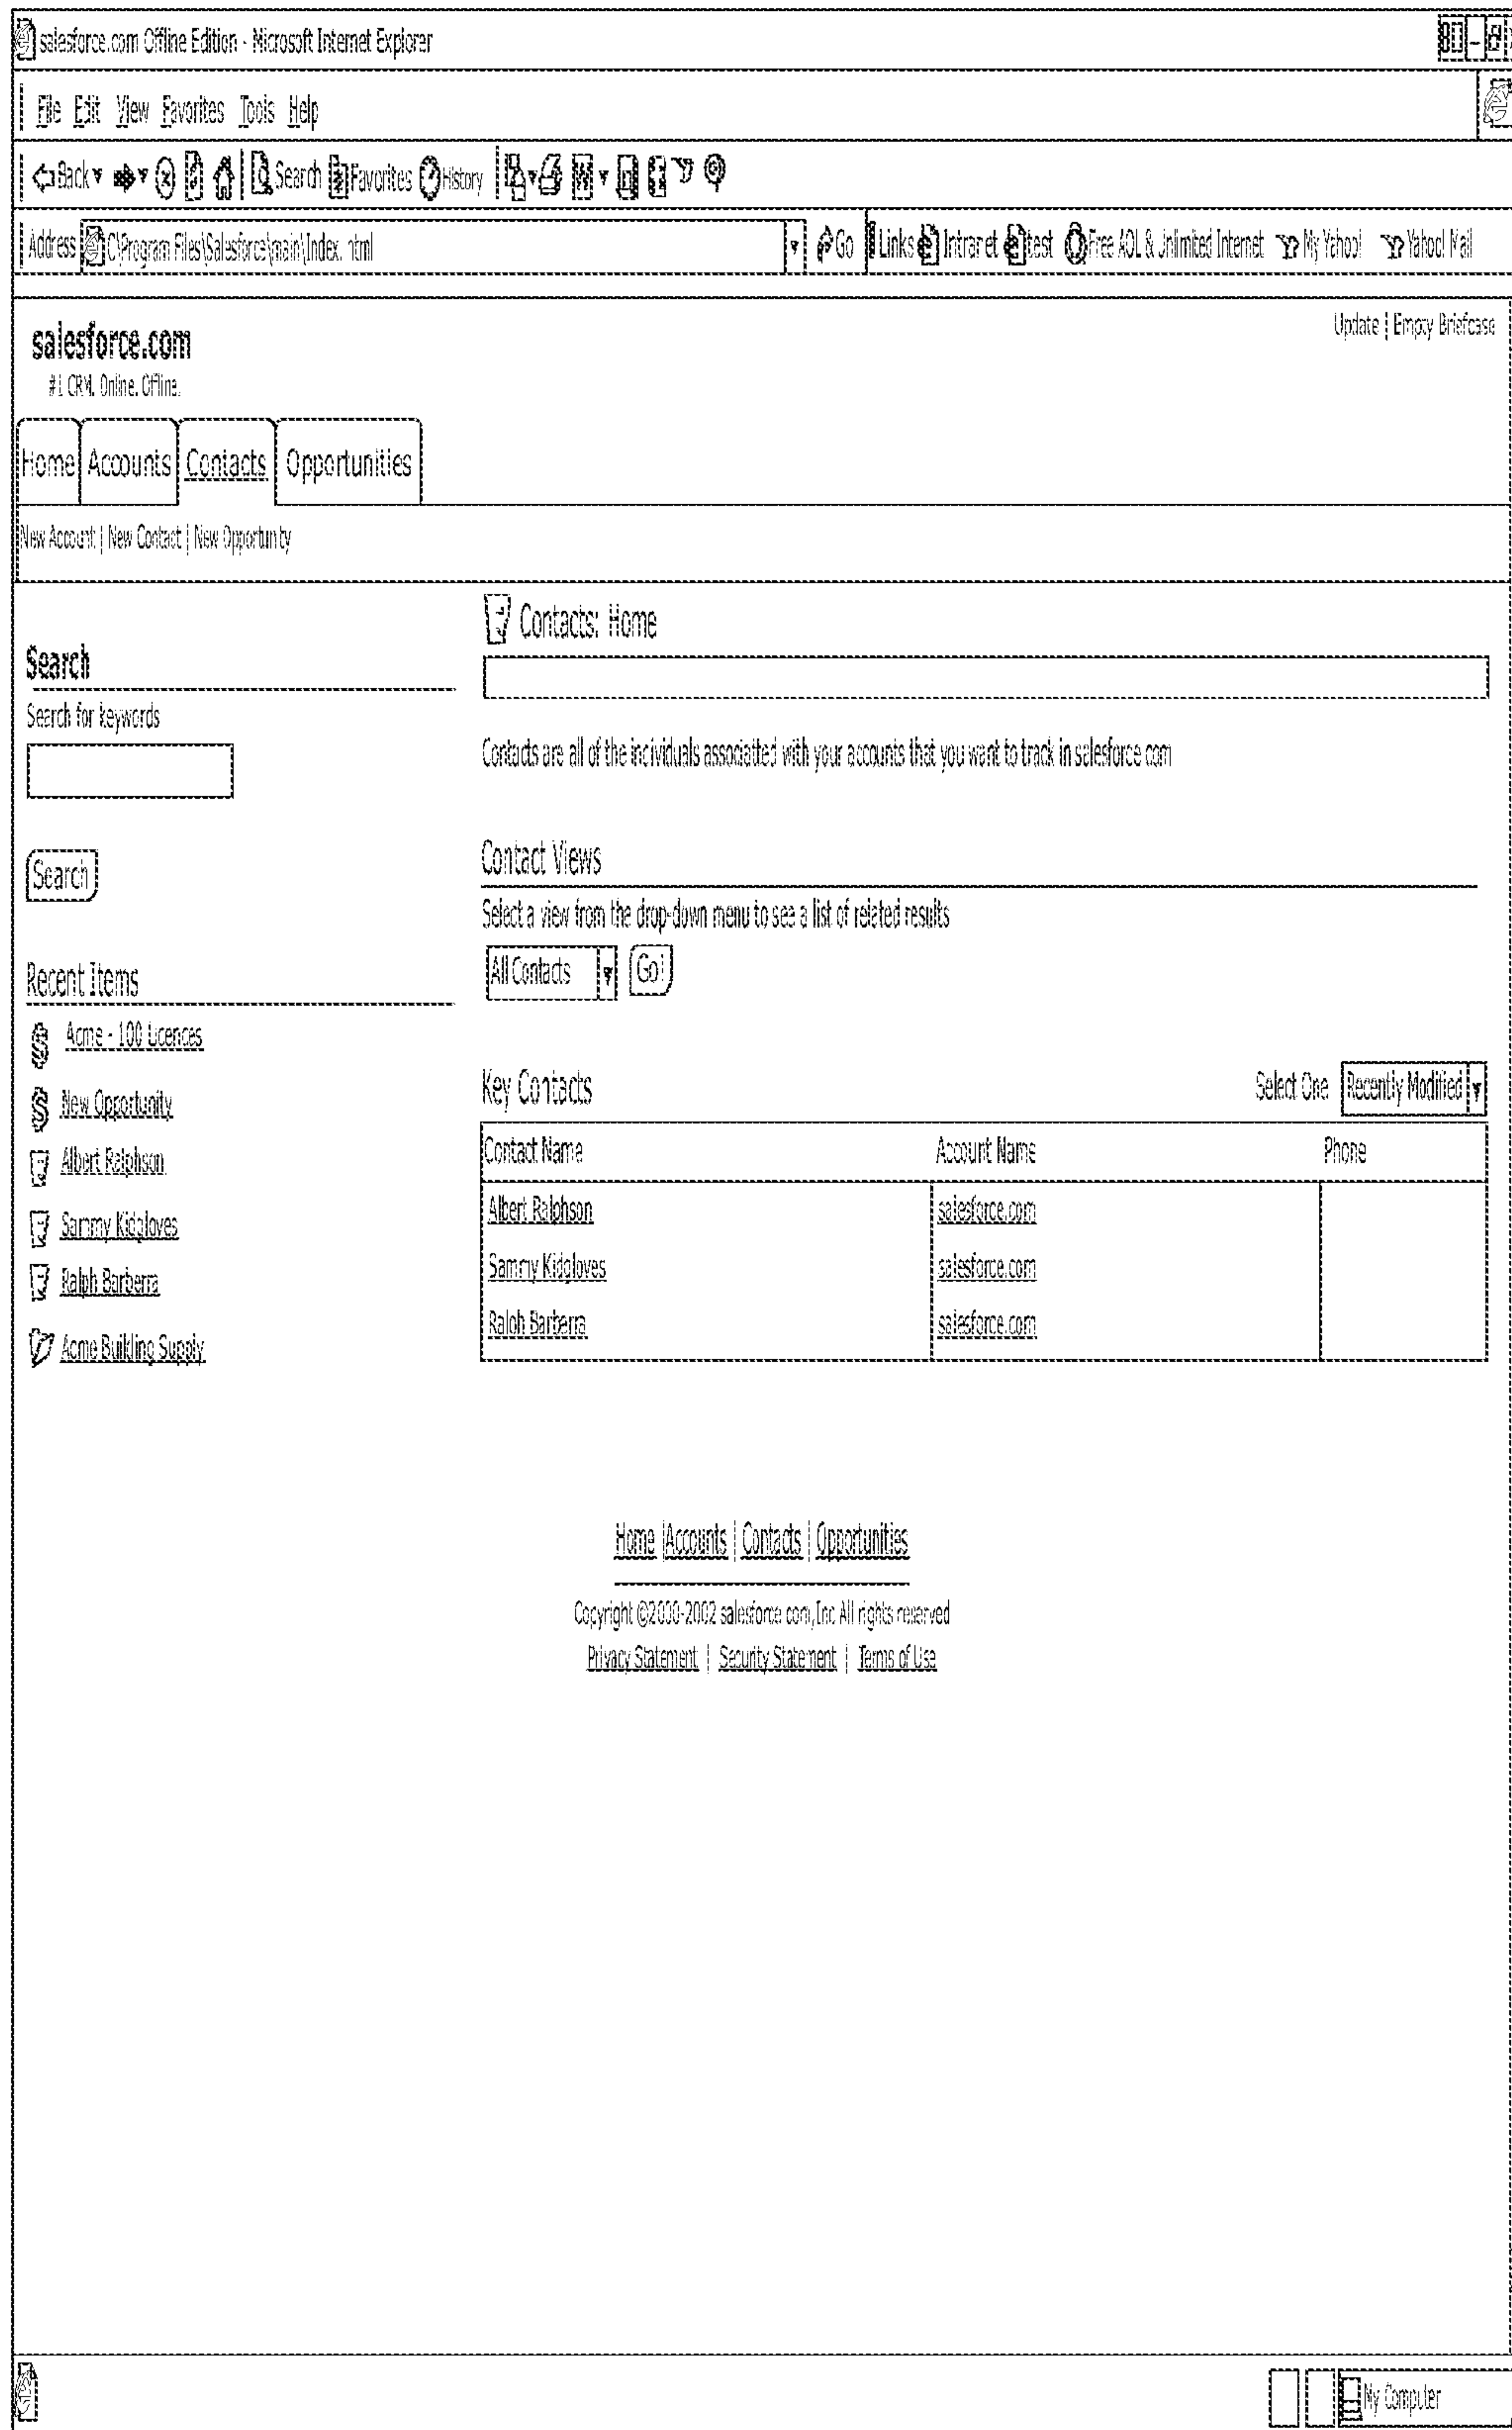 salesforce.com Offline Edition - Microsoft Internet Explorer
File Edit View Favorites Tools Help
Back Search Favorites History
Address C\Program Files\Salesforce\main\Index. html Go Links Intranet test Free AOL & Unlimited Internet My Yahoo! Yahoo! Mail
Update | Empty Briefcase
salesforce.com
#1 CRM. Online. Offline.
Home Accounts Contacts Opportunities
New Account | New Contact | New Opportunity
Contacts: Home
Search
Search for keywords
Contacts are all of the individuals associatted with your accounts that you want to track in salesforce com
Contact Views
Search
Select a view from the drop-down menu to see a list of related results
All Contacts Go!
Recent Items
$ Acme - 100 Licences
$ New Opportunity
Albert Ralphson
Sammy Kidgloves
Ralph Barberra
Acme Building Supply
Key Contacts Select One Recently Modified
Contact Name Account Name Phone
Albert Ralphson salesforce.com
Sammy Kidgloves salesforce.com
Ralph Barberra salesforce.com
Home | Accounts | Contacts | Opportunities
Copyright ©2000-2002 salesforce com, Inc All rights reserved
Privacy Statement | Security Statement | Terms of Use
My Computer